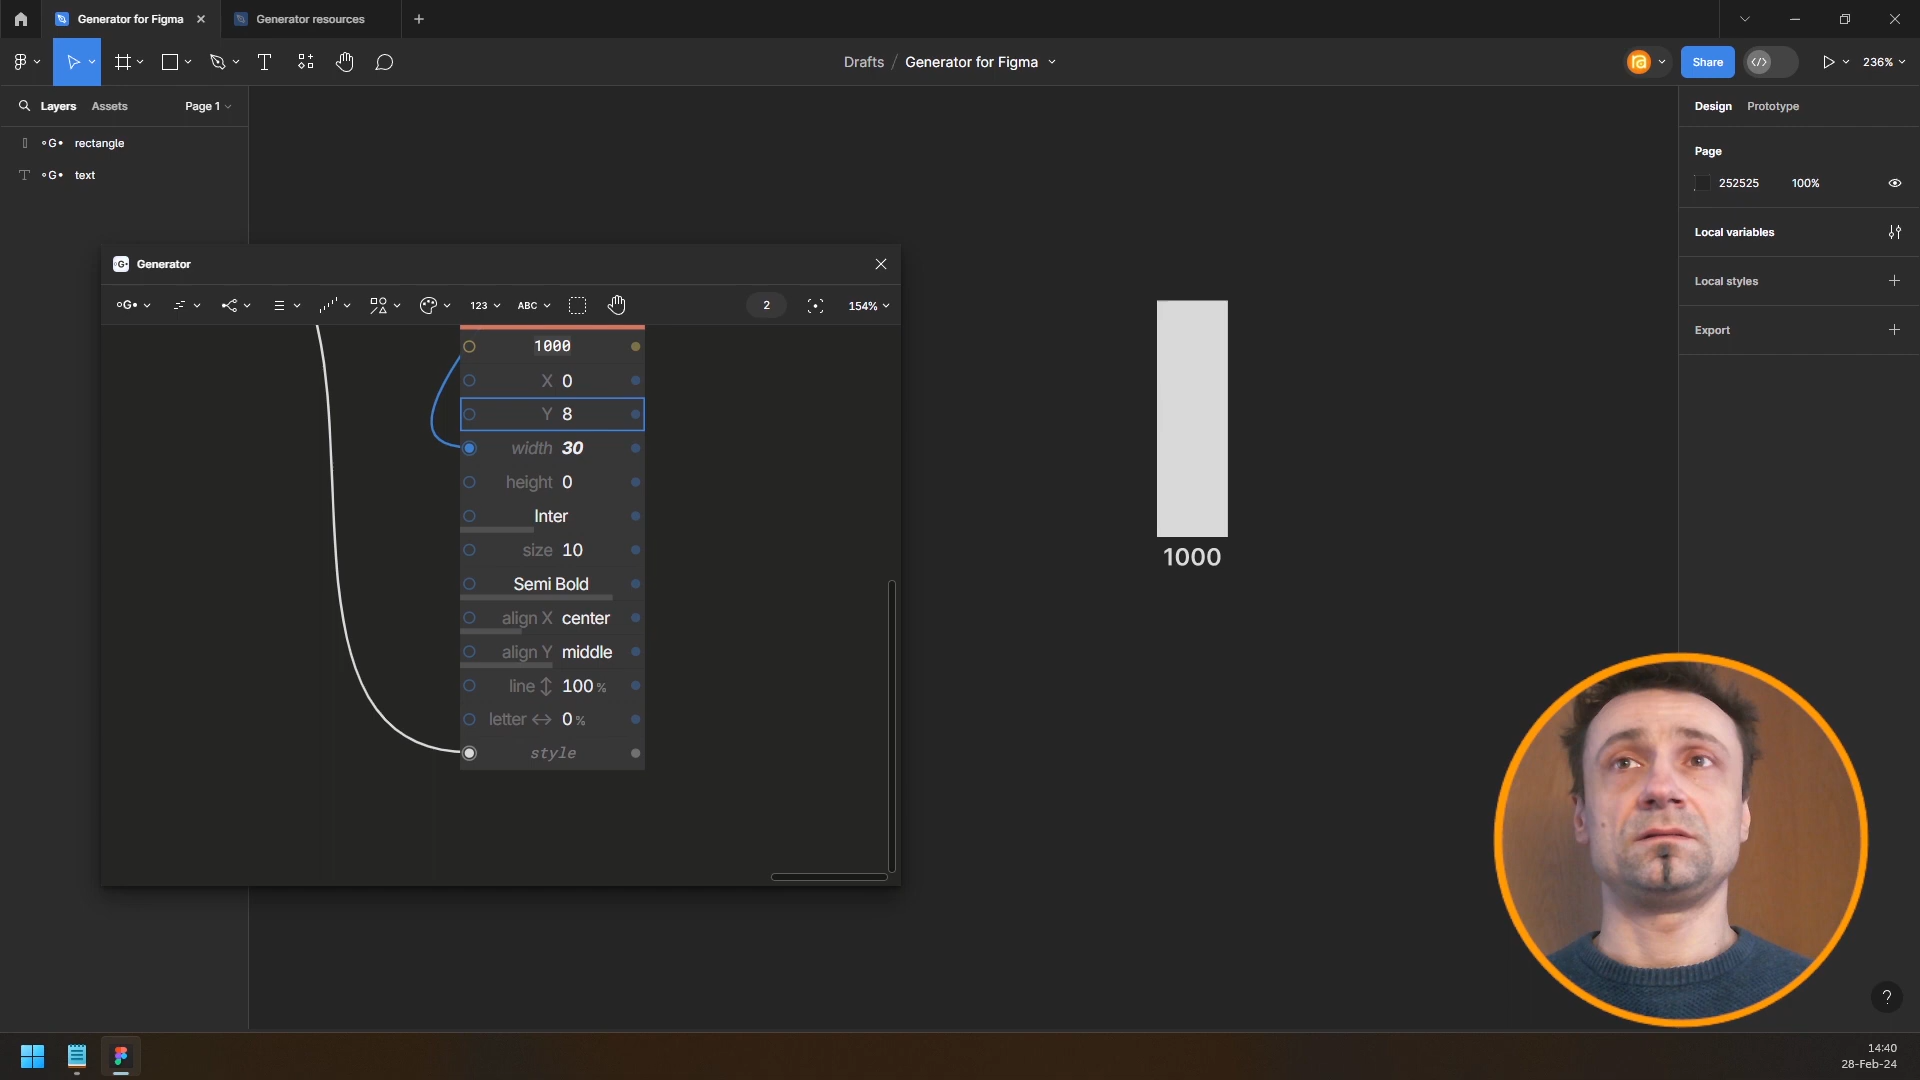 Generator for Figma
Generator resources
Drafts / Generator for Figma
Share
236%
Layers Assets Page 1
Design Prototype
∘G• rectangle
∘G• text
Page
252525 100%
Local variables
Local styles
Export
G• Generator
∘G•
123
ABC
2
154%
1000
X 0
Y 8
width 30
height 0
Inter
size 10
Semi Bold
align X center
align Y middle
line ↕ 100 %
letter ↔ 0 %
style
1000
?
14:40
28-Feb-24